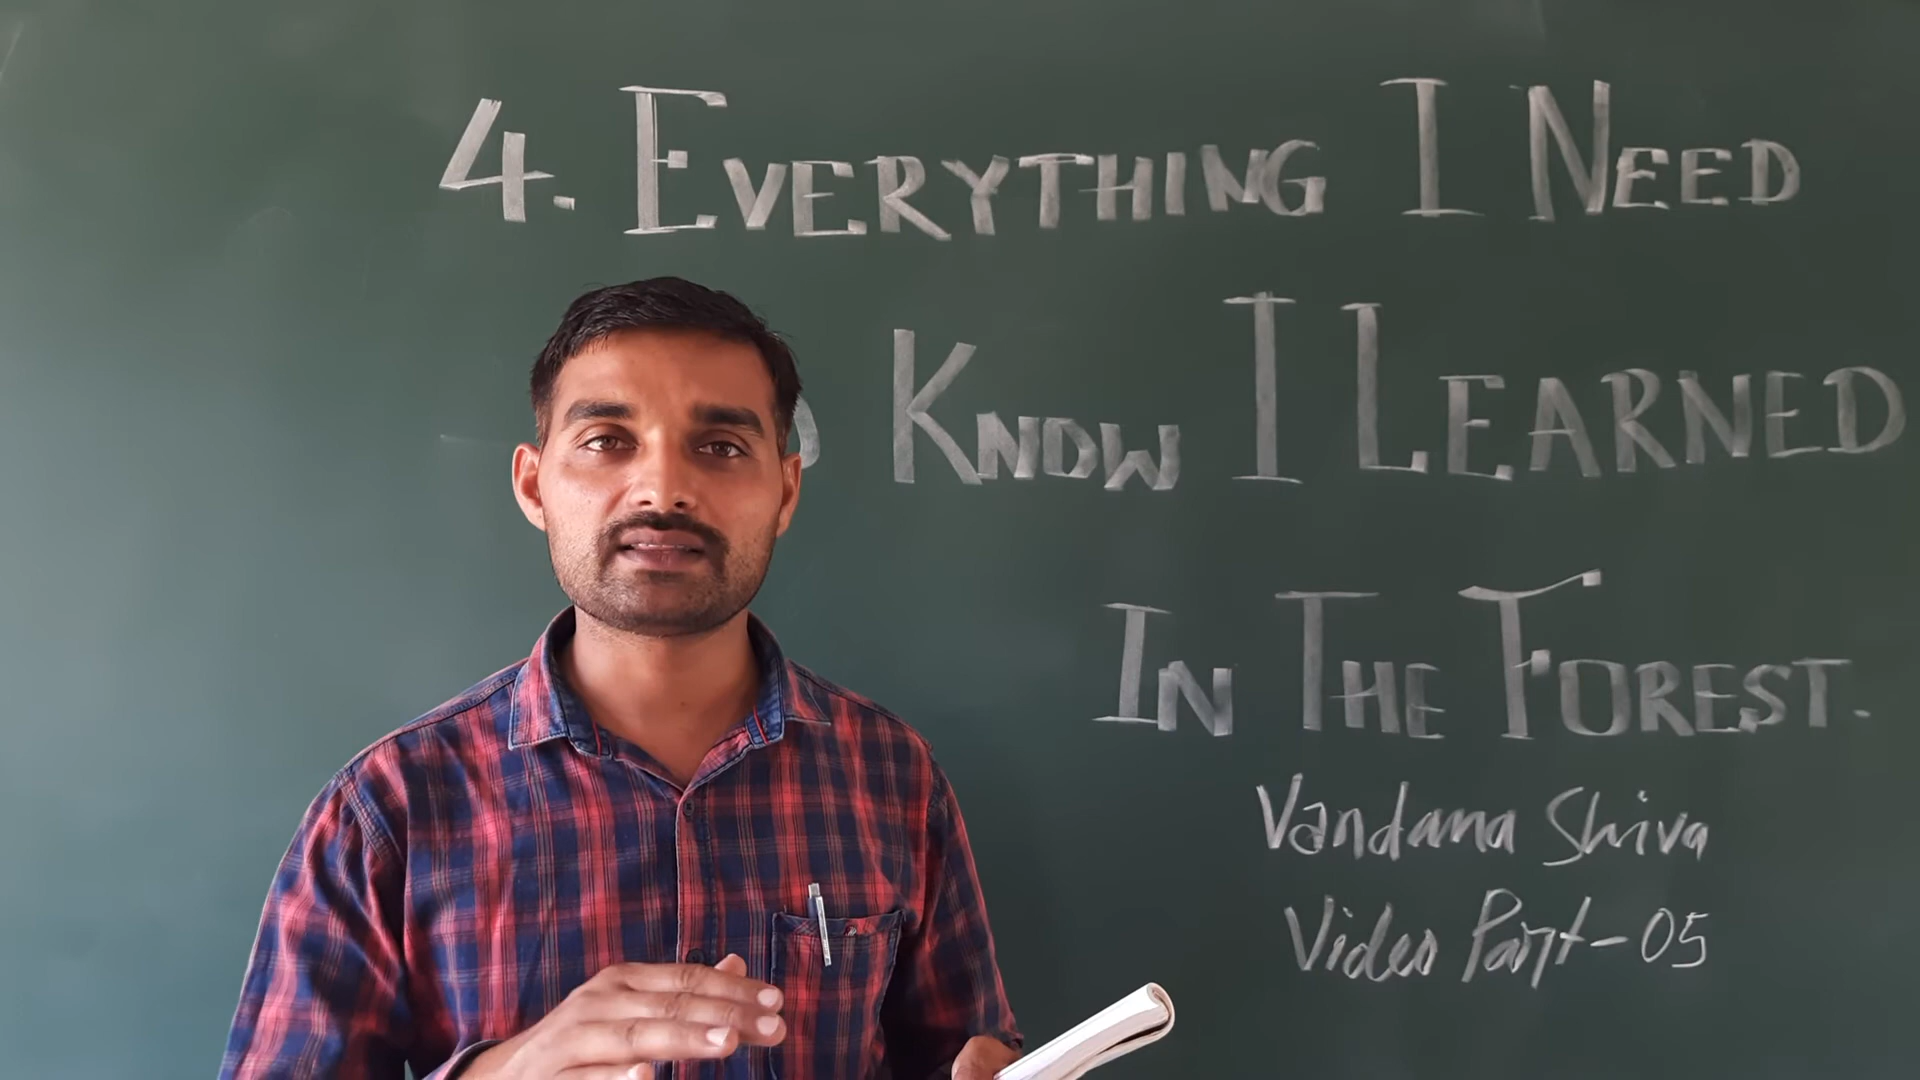 4. EVERYTHING I NEED
KNOW I LEARNED
IN THE FOREST.
Vandana Shiva
Video Part-05